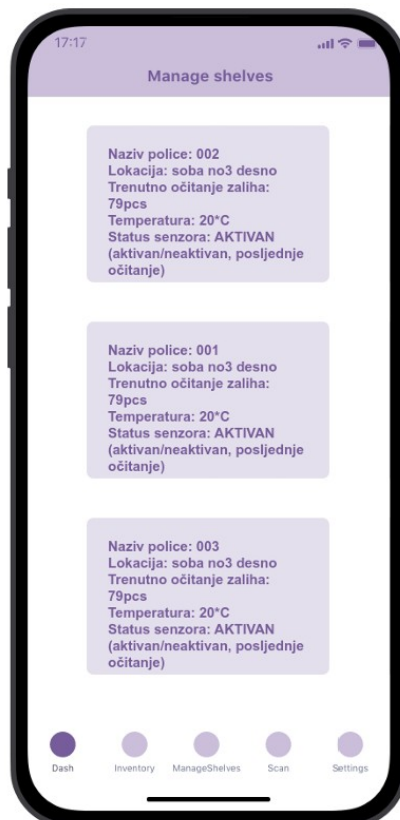 17:17
Manage shelves
Naziv police: 002
Lokacija: soba no3 desno
Trenutno očitanje zaliha:
79pcs
Temperatura: 20*C
Status senzora: AKTIVAN
(aktivan/neaktivan, posljednje
očitanje)
Naziv police: 001
Lokacija: soba no3 desno
Trenutno očitanje zaliha:
79pcs
Temperatura: 20*C
Status senzora: AKTIVAN
(aktivan/neaktivan, posljednje
očitanje)
Naziv police: 003
Lokacija: soba no3 desno
Trenutno očitanje zaliha:
79pcs
Temperatura: 20*C
Status senzora: AKTIVAN
(aktivan/neaktivan, posljednje
očitanje)
Dash Inventory ManageShelves Scan Settings